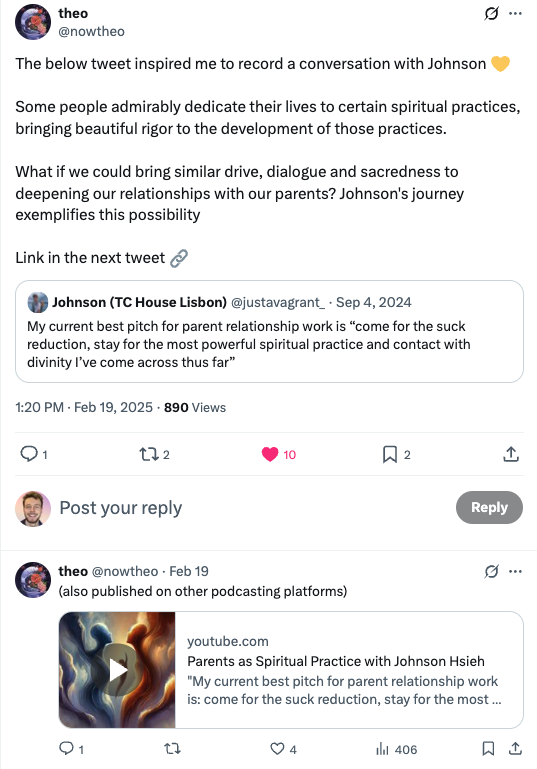 theo
@nowtheo
The below tweet inspired me to record a conversation with Johnson 💛
Some people admirably dedicate their lives to certain spiritual practices,
bringing beautiful rigor to the development of those practices.
What if we could bring similar drive, dialogue and sacredness to
deepening our relationships with our parents? Johnson's journey
exemplifies this possibility
Link in the next tweet 🔗
Johnson (TC House Lisbon) @justavagrant_ · Sep 4, 2024
My current best pitch for parent relationship work is “come for the suck
reduction, stay for the most powerful spiritual practice and contact with
divinity I’ve come across thus far”
1:20 PM · Feb 19, 2025 · 890 Views
1 2 10 2
Post your reply
Reply
theo @nowtheo · Feb 19
(also published on other podcasting platforms)
youtube.com
Parents as Spiritual Practice with Johnson Hsieh
"My current best pitch for parent relationship work
is: come for the suck reduction, stay for the most ...
1 4 406